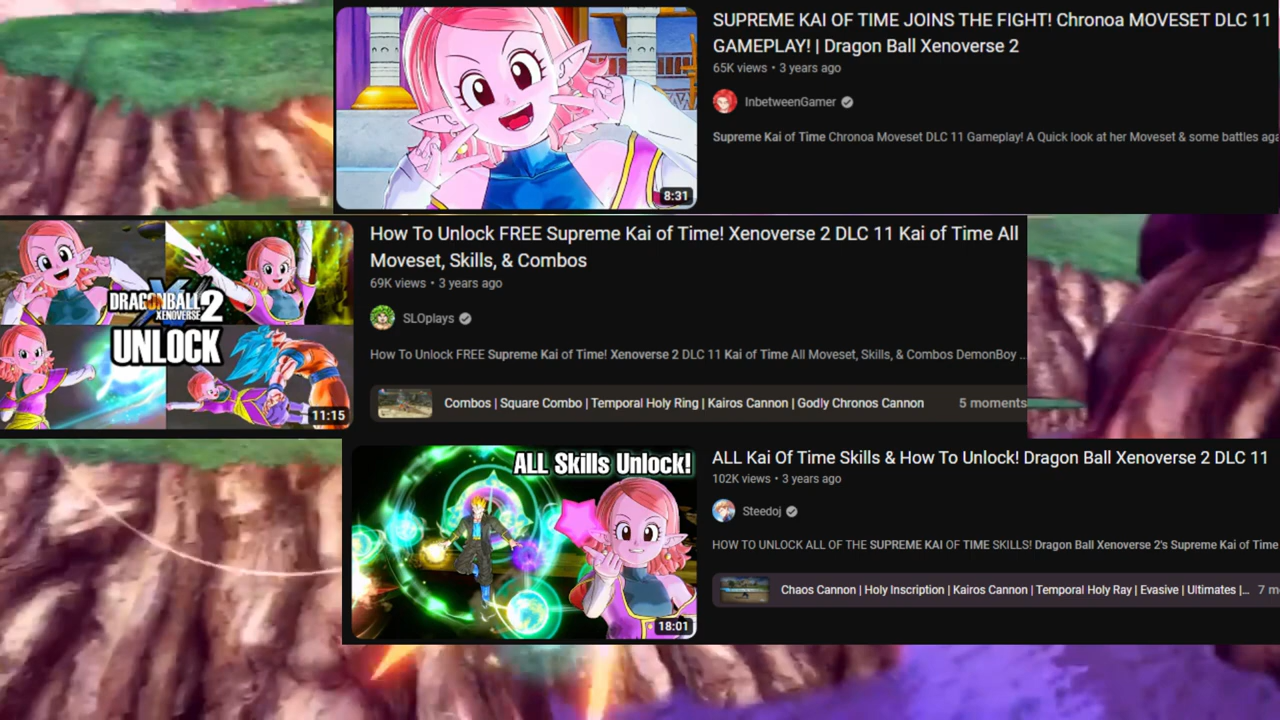 SUPREME KAI OF TIME JOINS THE FIGHT! Chronoa MOVESET DLC 11
GAMEPLAY! | Dragon Ball Xenoverse 2
65K views • 3 years ago
InbetweenGamer
Supreme Kai of Time Chronoa Moveset DLC 11 Gameplay! A Quick look at her Moveset & some battles aga
8:31
How To Unlock FREE Supreme Kai of Time! Xenoverse 2 DLC 11 Kai of Time All
Moveset, Skills, & Combos
69K views • 3 years ago
SLOplays
How To Unlock FREE Supreme Kai of Time! Xenoverse 2 DLC 11 Kai of Time All Moveset, Skills, & Combos DemonBoy ...
Combos | Square Combo | Temporal Holy Ring | Kairos Cannon | Godly Chronos Cannon 5 moments
DRAGONBALL 2
XENOVERSE
UNLOCK
11:15
ALL Skills Unlock!
18:01
ALL Kai Of Time Skills & How To Unlock! Dragon Ball Xenoverse 2 DLC 11
102K views • 3 years ago
Steedoj
HOW TO UNLOCK ALL OF THE SUPREME KAI OF TIME SKILLS! Dragon Ball Xenoverse 2's Supreme Kai of Time
Chaos Cannon | Holy Inscription | Kairos Cannon | Temporal Holy Ray | Evasive | Ultimates |... 7 m